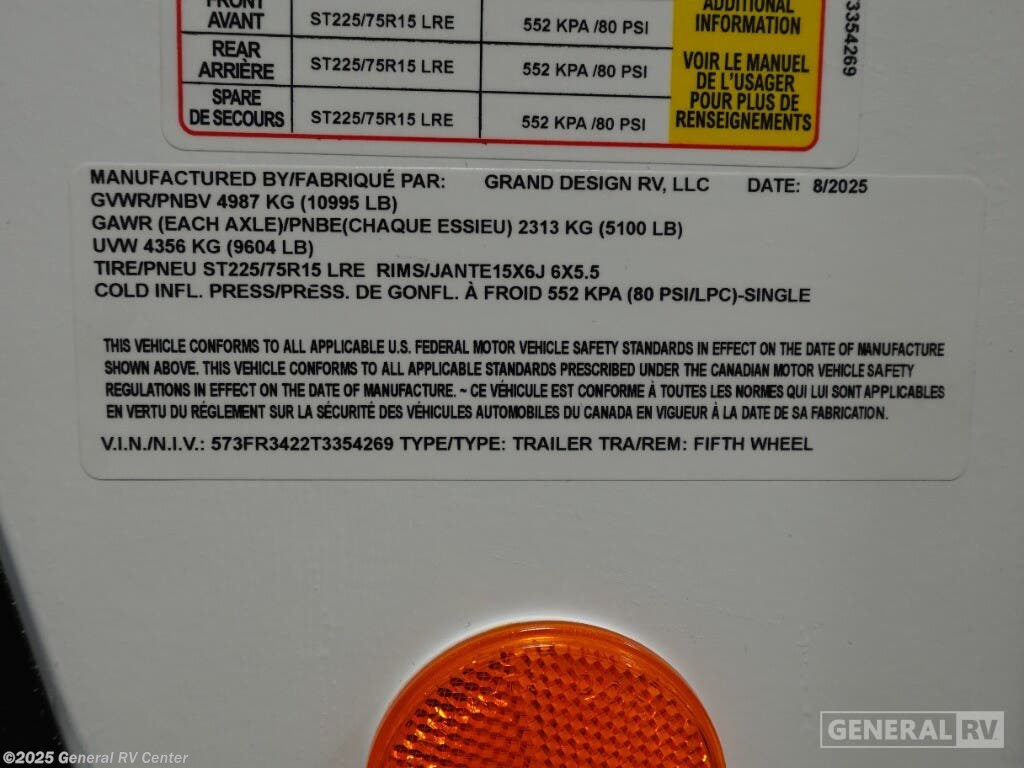 FRONT
AVANT
ST225/75R15 LRE
552 KPA /80 PSI
REAR
ARRIÈRE
ST225/75R15 LRE
552 KPA /80 PSI
SPARE
DE SECOURS
ST225/75R15 LRE
552 KPA /80 PSI
ADDITIONAL
INFORMATION
VOIR LE MANUEL
DE L'USAGER
POUR PLUS DE
RENSEIGNEMENTS
3354269
MANUFACTURED BY/FABRIQUÉ PAR: GRAND DESIGN RV, LLC DATE: 8/2025
GVWR/PNBV 4987 KG (10995 LB)
GAWR (EACH AXLE)/PNBE(CHAQUE ESSIEU) 2313 KG (5100 LB)
UVW 4356 KG (9604 LB)
TIRE/PNEU ST225/75R15 LRE RIMS/JANTE15X6J 6X5.5
COLD INFL. PRESS/PRESS. DE GONFL. À FROID 552 KPA (80 PSI/LPC)-SINGLE
THIS VEHICLE CONFORMS TO ALL APPLICABLE U.S. FEDERAL MOTOR VEHICLE SAFETY STANDARDS IN EFFECT ON THE DATE OF MANUFACTURE
SHOWN ABOVE. THIS VEHICLE CONFORMS TO ALL APPLICABLE STANDARDS PRESCRIBED UNDER THE CANADIAN MOTOR VEHICLE SAFETY
REGULATIONS IN EFFECT ON THE DATE OF MANUFACTURE. ~ CE VÉHICULE EST CONFORME À TOUTES LES NORMES QUI LUI SONT APPLICABLES
EN VERTU DU RÉGLEMENT SUR LA SÉCURITÉ DES VÉHICULES AUTOMOBILES DU CANADA EN VIGUEUR À LA DATE DE SA FABRICATION.
V.I.N./N.I.V.: 573FR3422T3354269 TYPE/TYPE: TRAILER TRA/REM: FIFTH WHEEL
GENERAL RV
©2025 General RV Center